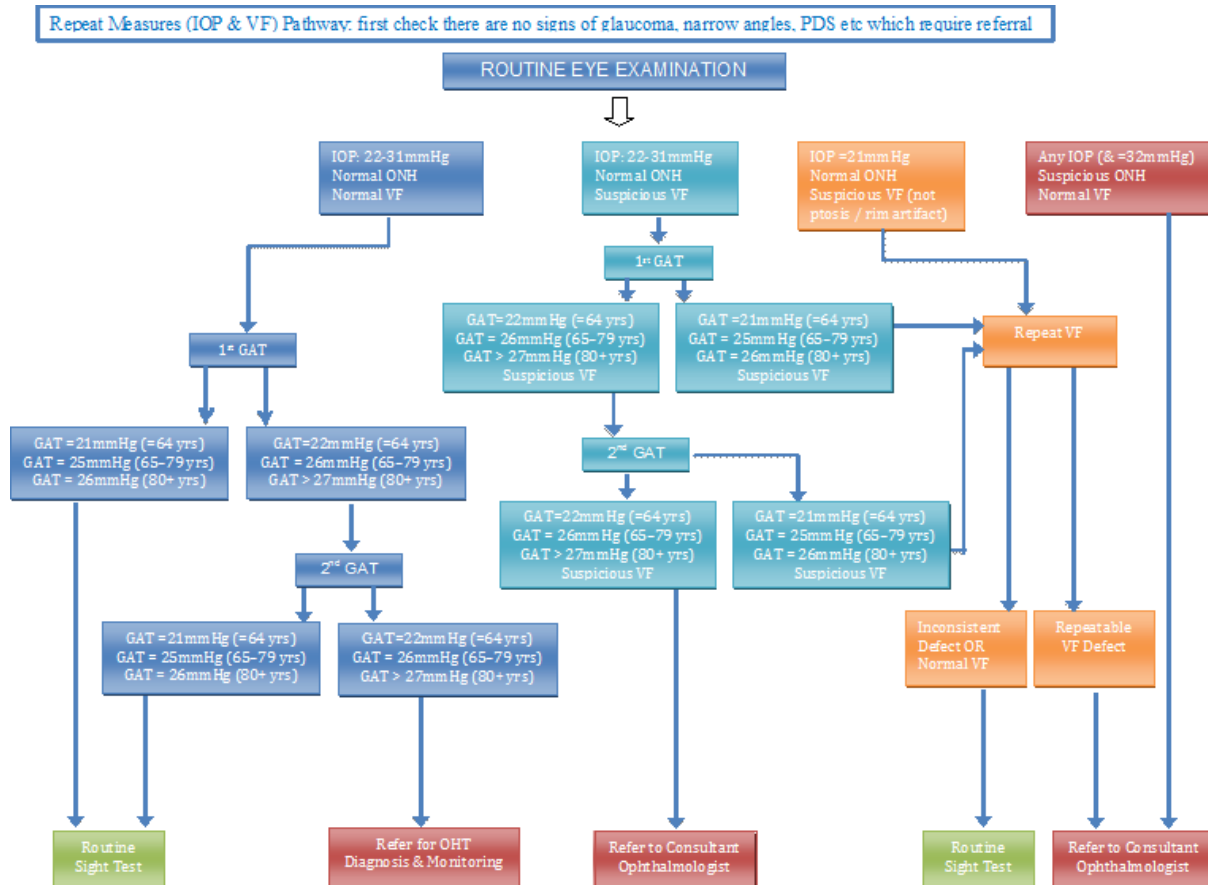 Repeat Measures (IOP & VF) Pathway: first check there are no signs of glaucoma, narrow angles, PDS etc which require referral
ROUTINE EYE EXAMINATION
IOP: 22-31mmHg
Normal ONH
Normal VF
IOP: 22-31mmHg
Normal ONH
Suspicious VF
IOP =21mmHg
Normal ONH
Suspicious VF (not
ptosis / rim artifact)
Any IOP (& =32mmHg)
Suspicious ONH
Normal VF
1st GAT
GAT=22mmHg (=64 yrs)
GAT = 26mmHg (65-79 yrs)
GAT > 27mmHg (80+ yrs)
Suspicious VF
GAT =21mmHg (=64 yrs)
GAT = 25mmHg (65-79 yrs)
GAT = 26mmHg (80+ yrs)
Suspicious VF
Repeat VF
1st GAT
GAT =21mmHg (=64 yrs)
GAT = 25mmHg (65-79 yrs)
GAT = 26mmHg (80+ yrs)
GAT=22mmHg (=64 yrs)
GAT = 26mmHg (65-79 yrs)
GAT > 27mmHg (80+ yrs)
2nd GAT
GAT=22mmHg (=64 yrs)
GAT = 26mmHg (65-79 yrs)
GAT > 27mmHg (80+ yrs)
Suspicious VF
GAT =21mmHg (=64 yrs)
GAT = 25mmHg (65-79 yrs)
GAT = 26mmHg (80+ yrs)
Suspicious VF
2nd GAT
GAT =21mmHg (=64 yrs)
GAT = 25mmHg (65-79 yrs)
GAT = 26mmHg (80+ yrs)
GAT=22mmHg (=64 yrs)
GAT = 26mmHg (65-79 yrs)
GAT > 27mmHg (80+ yrs)
Inconsistent
Defect OR
Normal VF
Repeatable
VF Defect
Routine
Sight Test
Refer for OHT
Diagnosis & Monitoring
Refer to Consultant
Ophthalmologist
Routine
Sight Test
Refer to Consultant
Ophthalmologist